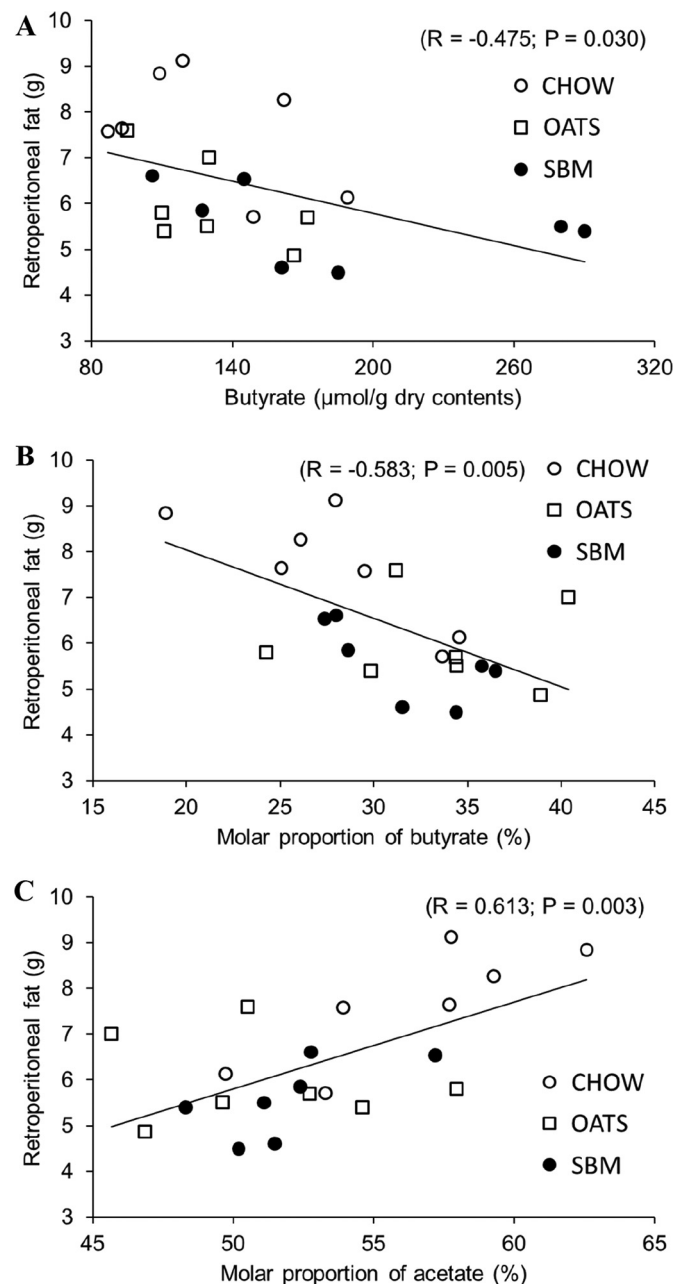 A
(R = -0.475; P = 0.030)
CHOW
OATS
SBM
Retroperitoneal fat (g)
10
9
8
7
6
5
4
3
80 140 200 260 320
Butyrate (μmol/g dry contents)
B
(R = -0.583; P = 0.005)
CHOW
OATS
SBM
Retroperitoneal fat (g)
10
9
8
7
6
5
4
3
15 20 25 30 35 40 45
Molar proportion of butyrate (%)
C
(R = 0.613; P = 0.003)
CHOW
OATS
SBM
Retroperitoneal fat (g)
10
9
8
7
6
5
4
3
45 50 55 60 65
Molar proportion of acetate (%)